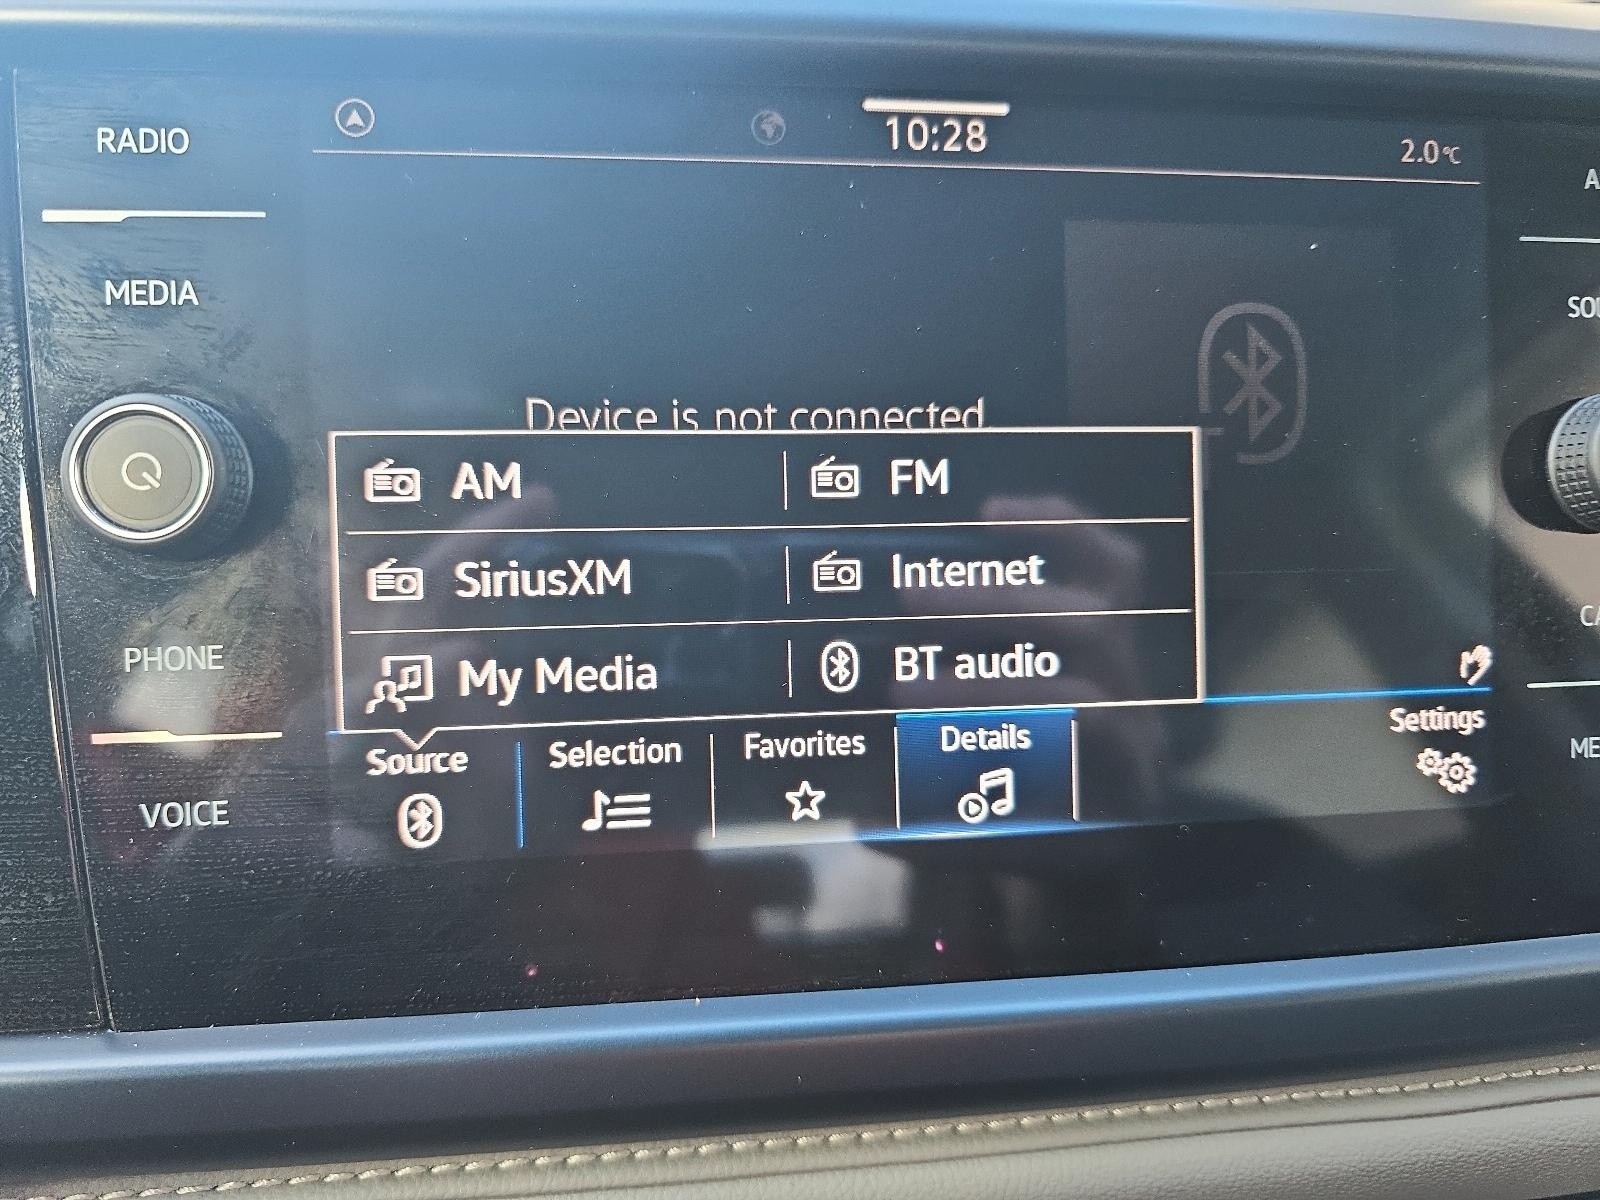 RADIO
MEDIA
PHONE
VOICE
10:28
2.0°C
Device is not connected
AM
FM
SiriusXM
Internet
My Media
BT audio
Source
Selection
Favorites
Details
Settings